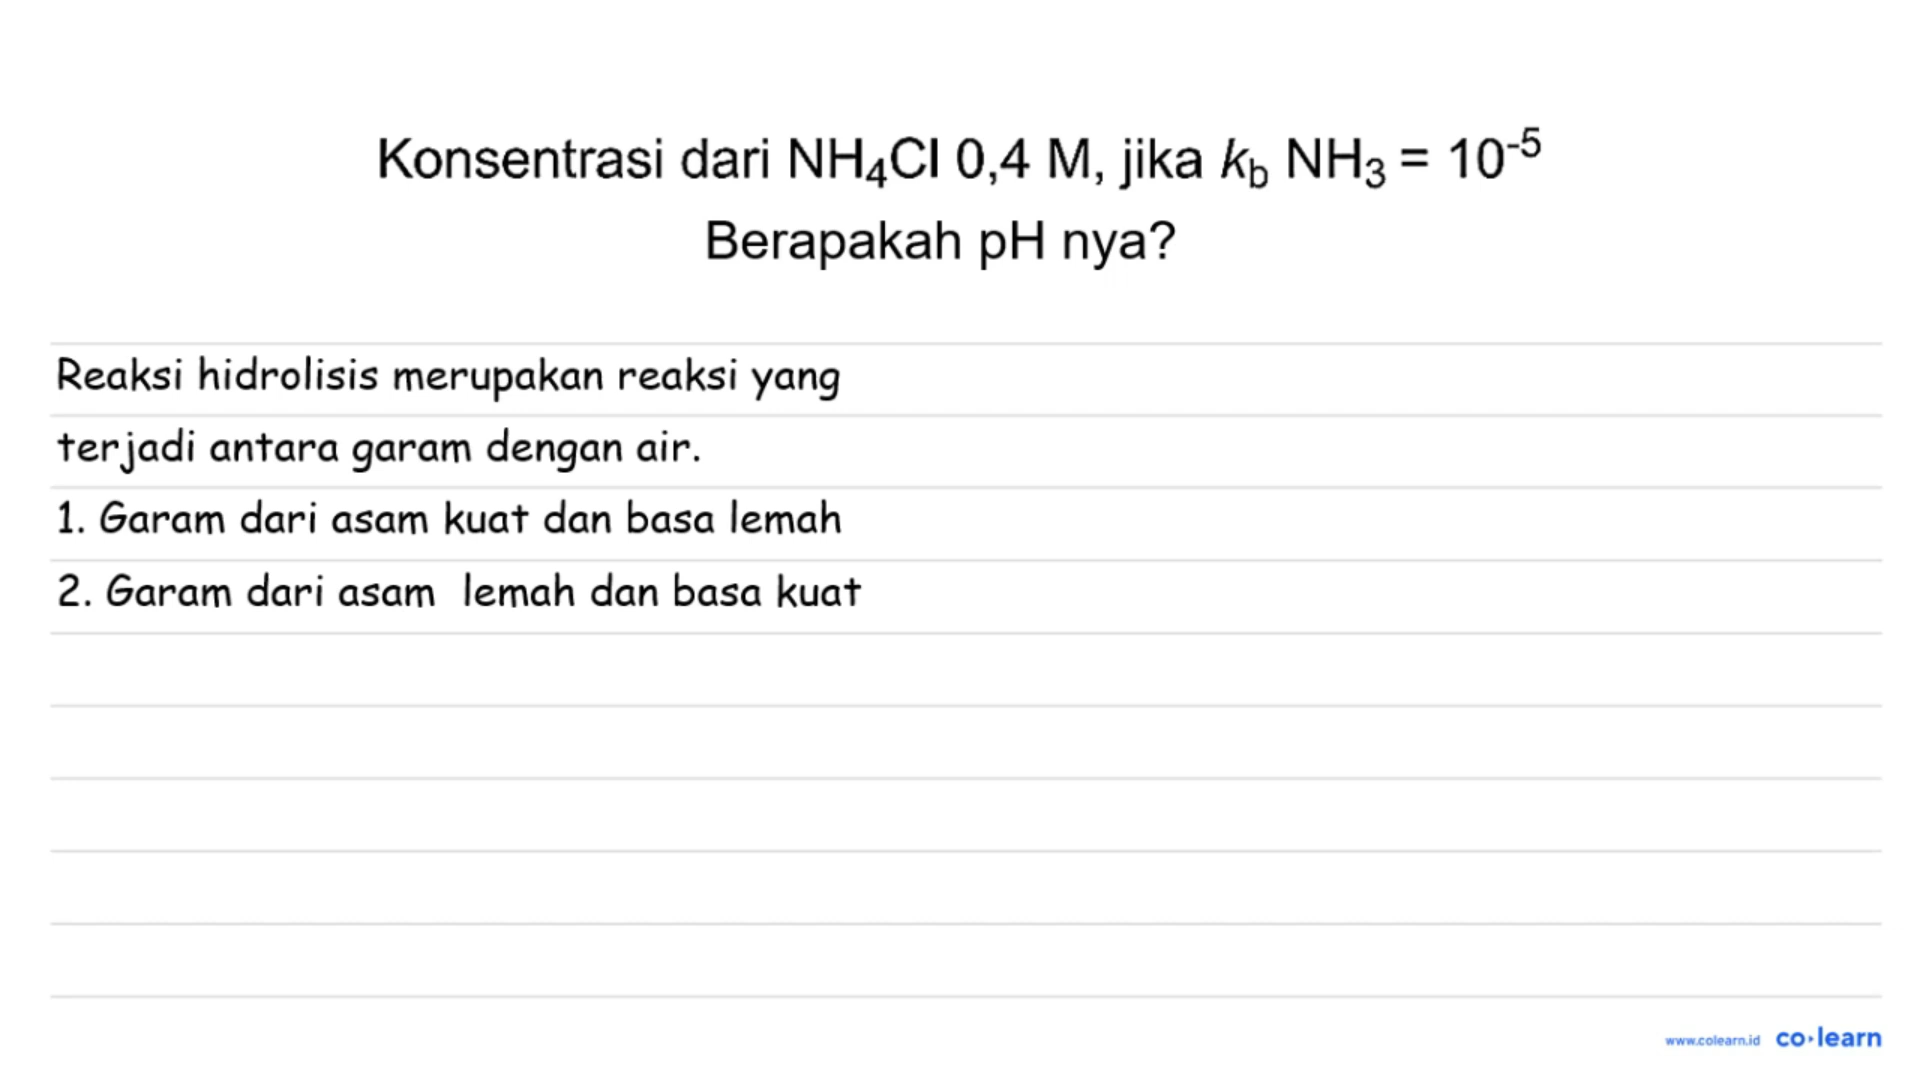 Konsentrasi dari NH₄Cl 0,4 M, jika k_b NH₃ = 10⁻⁵
Berapakah pH nya?
Reaksi hidrolisis merupakan reaksi yang
terjadi antara garam dengan air.
1. Garam dari asam kuat dan basa lemah
2. Garam dari asam lemah dan basa kuat
www.colearn.id co·learn